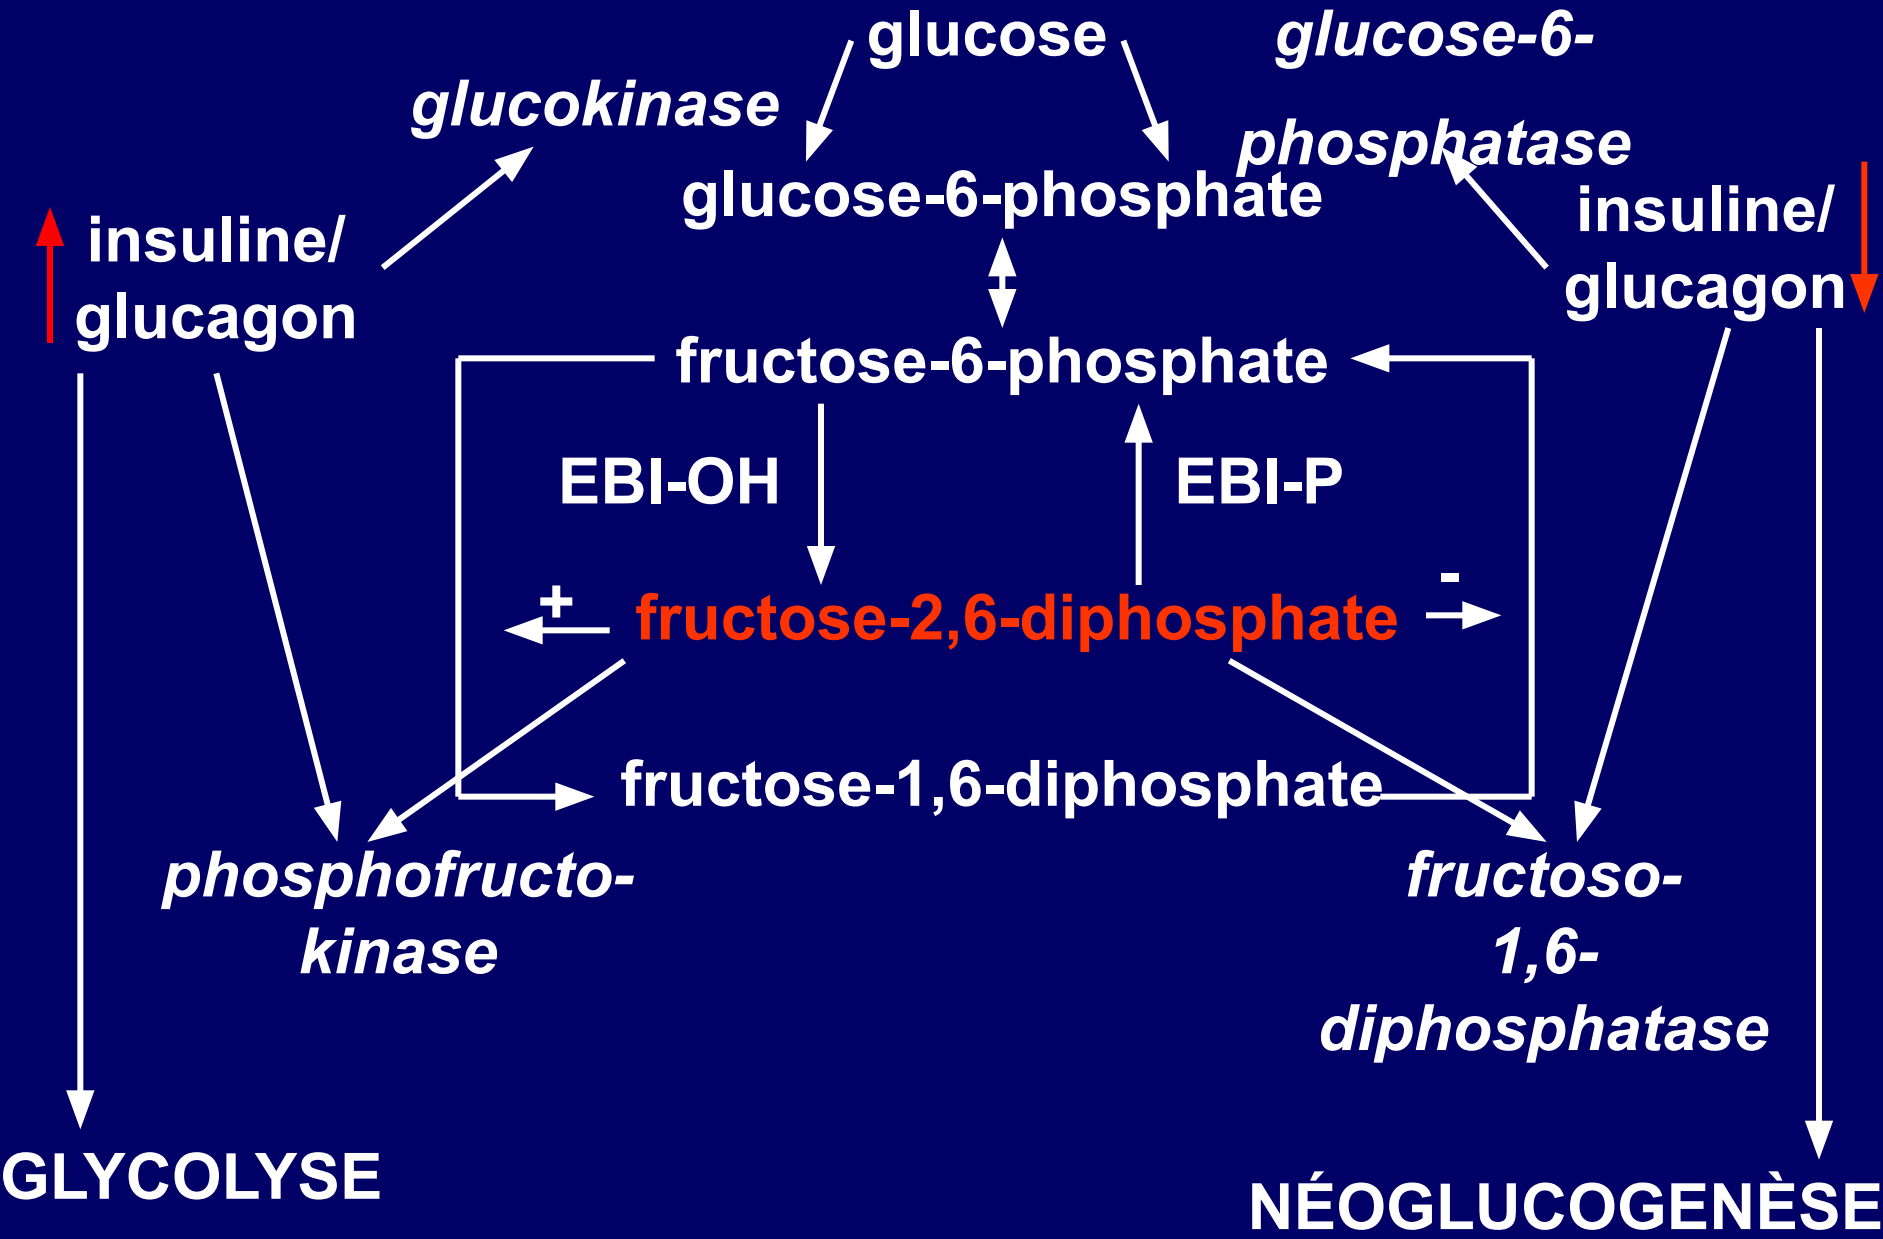 glucose
glucose-6-
phosphatase
glucokinase
glucose-6-phosphate
insuline/
glucagon
insuline/
glucagon
fructose-6-phosphate
EBI-OH
EBI-P
+
fructose-2,6-diphosphate
-
fructose-1,6-diphosphate
phosphofructo-
kinase
fructoso-
1,6-
diphosphatase
GLYCOLYSE
NÉOGLUCOGENÈSE